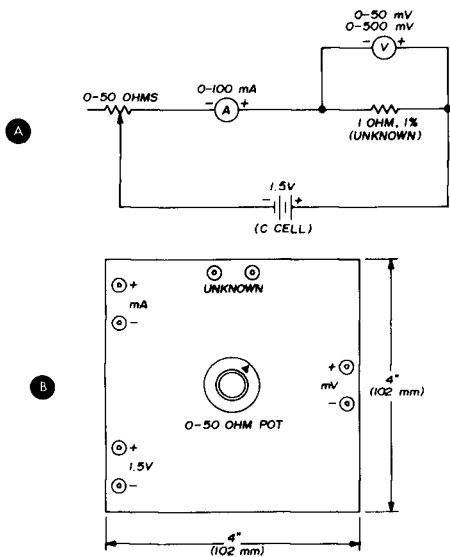 0-50 mV
0-500 mV
- V +
0-50 OHMS
0-100 mA
- A +
1 OHM, 1%
(UNKNOWN)
A
1.5V
- +
(C CELL)
UNKNOWN
+
mA
-
B
+
mV
-
4"
(102 mm)
0-50 OHM POT
+
1.5V
-
4"
(102 mm)